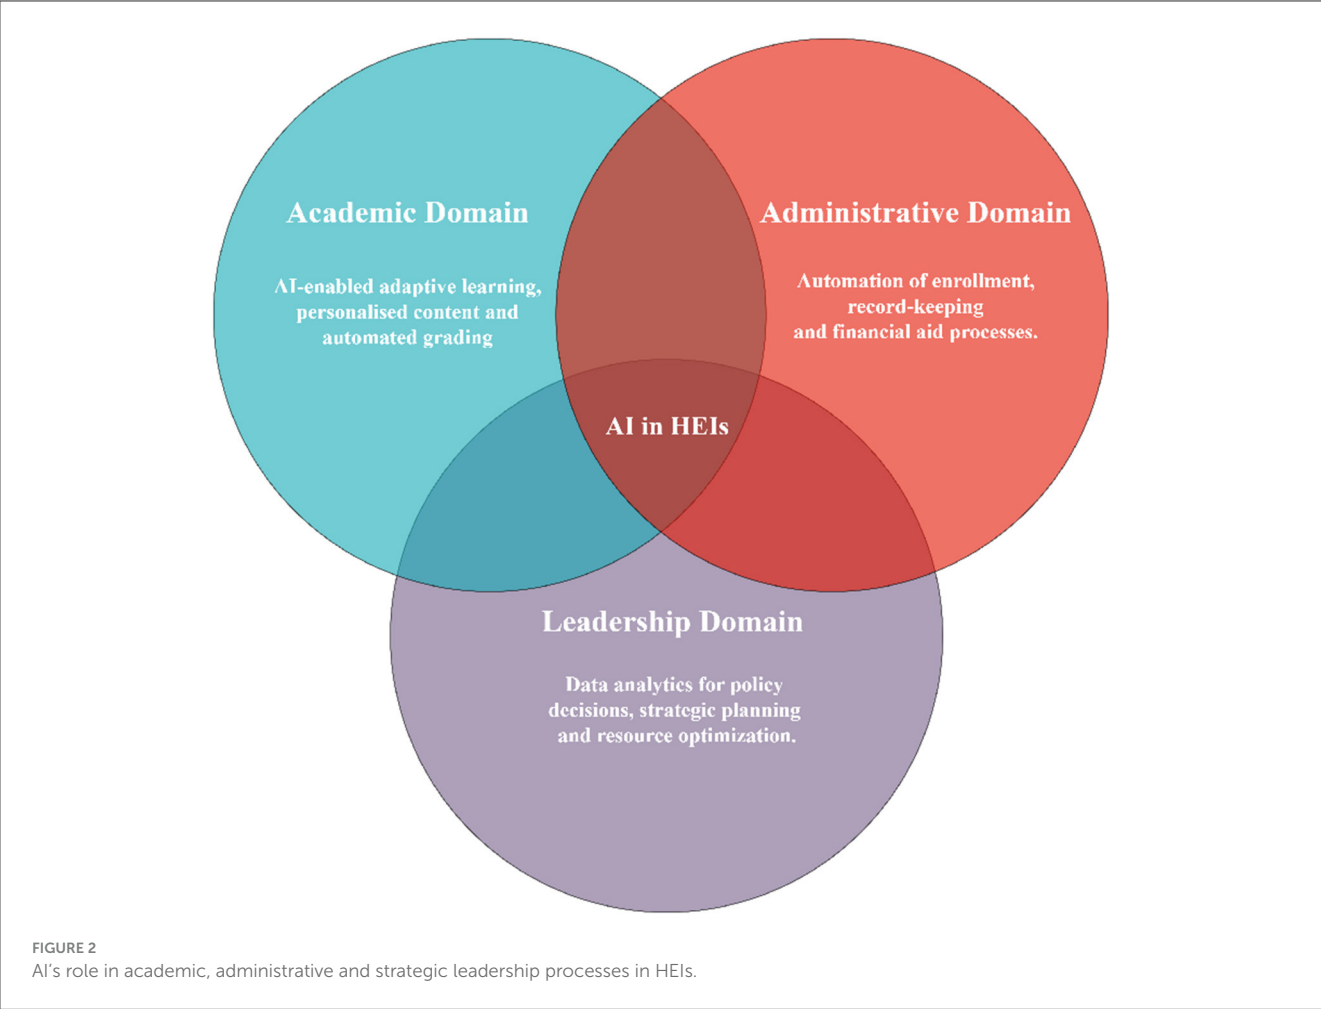 Academic Domain
AI-enabled adaptive learning,
personalised content and
automated grading
Administrative Domain
Automation of enrollment,
record-keeping
and financial aid processes.
AI in HEIs
Leadership Domain
Data analytics for policy
decisions, strategic planning
and resource optimization.
FIGURE 2
AI's role in academic, administrative and strategic leadership processes in HEIs.